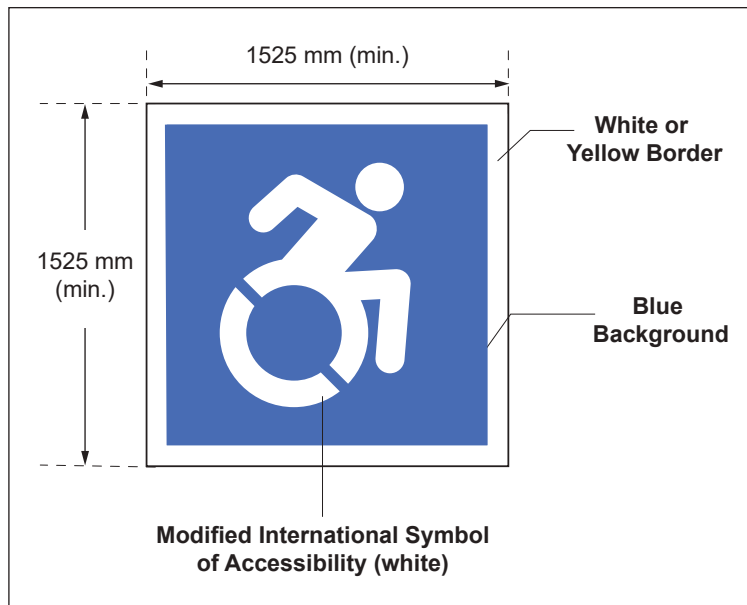 1525 mm (min.)
White or
Yellow Border
1525 mm
(min.)
Blue
Background
Modified International Symbol
of Accessibility (white)